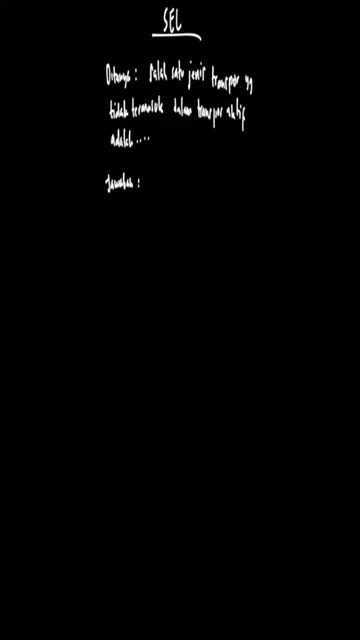 SEL
Ditanya : Salah satu jenis transpor yg
tidak termasuk dalam transpor aktif
adalah ....
Jawaban :